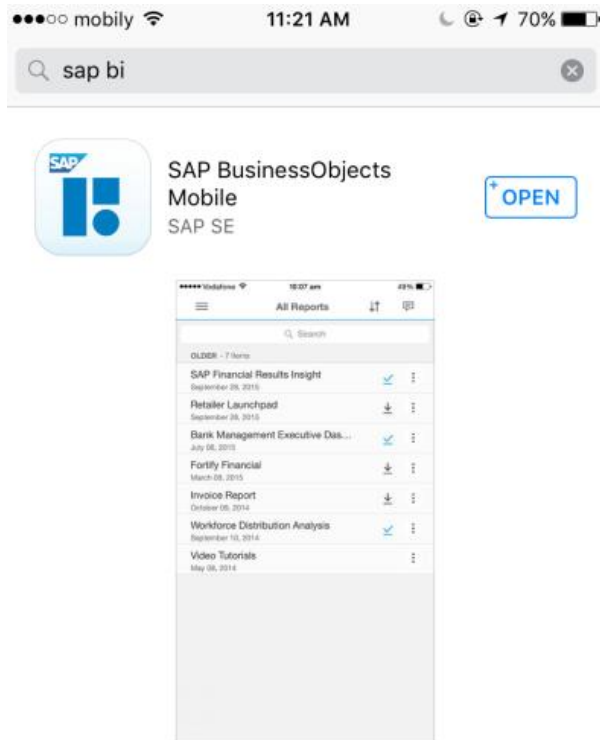 mobily 11:21 AM 70%
sap bi
SAP
SAP BusinessObjects
Mobile
SAP SE
+ OPEN
Vodafone 10:07 am 49%
All Reports
Search
OLDER - 7 Items
SAP Financial Results Insight
September 29, 2015
Retailer Launchpad
September 28, 2015
Bank Management Executive Das...
July 08, 2015
Fortify Financial
March 09, 2015
Invoice Report
October 09, 2014
Workforce Distribution Analysis
September 10, 2014
Video Tutorials
May 08, 2014